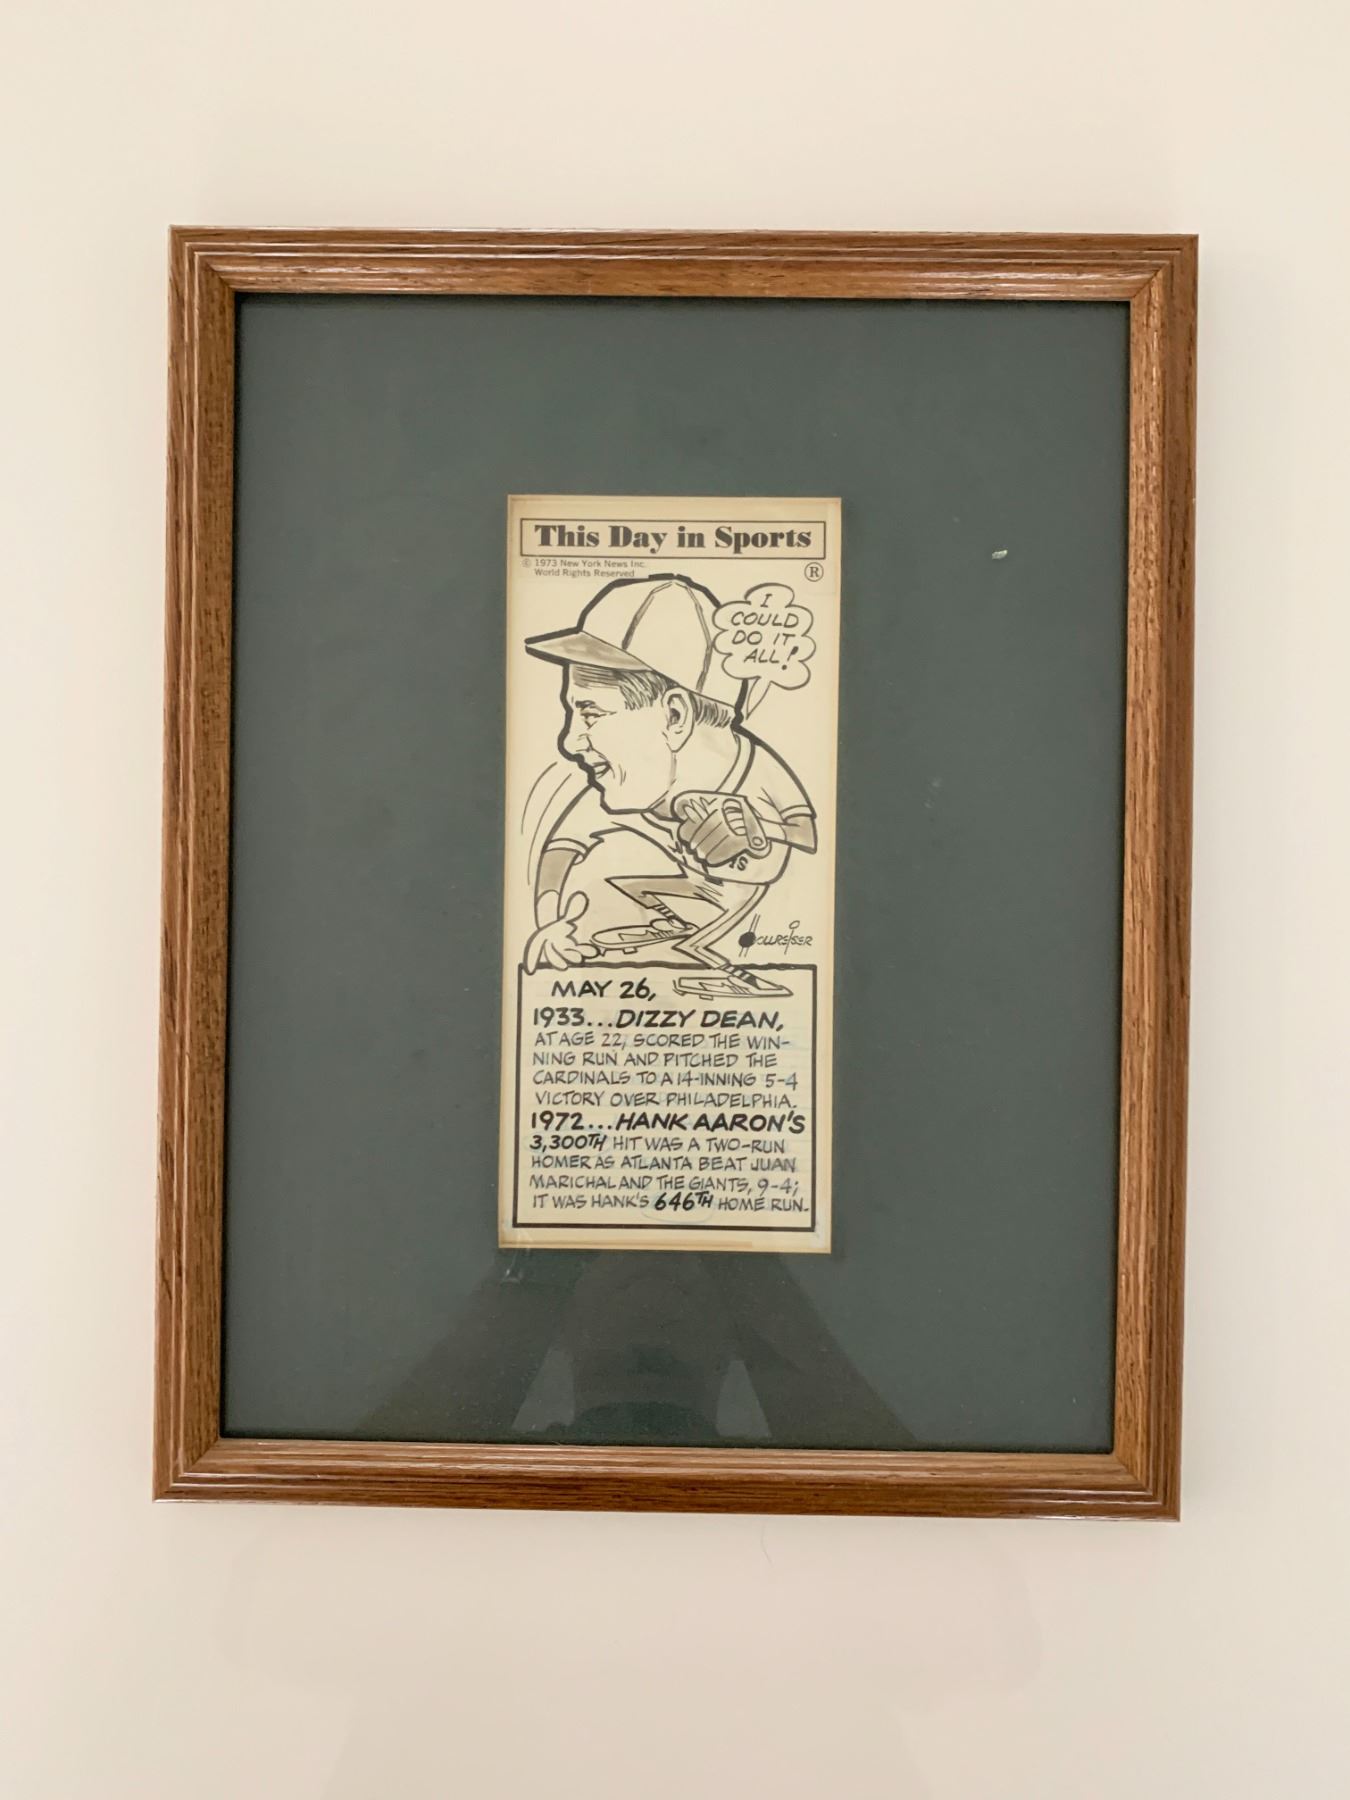 This Day in Sports
© 1973 New York News Inc.
World Rights Reserved
®
I
COULD
DO IT
ALL!
IS
HOLLREISER
MAY 26,
1933...DIZZY DEAN,
AT AGE 22, SCORED THE WIN-
NING RUN AND PITCHED THE
CARDINALS TO A 14-INNING 5-4
VICTORY OVER PHILADELPHIA.
1972...HANK AARON'S
3,300TH HIT WAS A TWO-RUN
HOMER AS ATLANTA BEAT JUAN
MARICHAL AND THE GIANTS, 9-4;
IT WAS HANK'S 646TH HOME RUN.